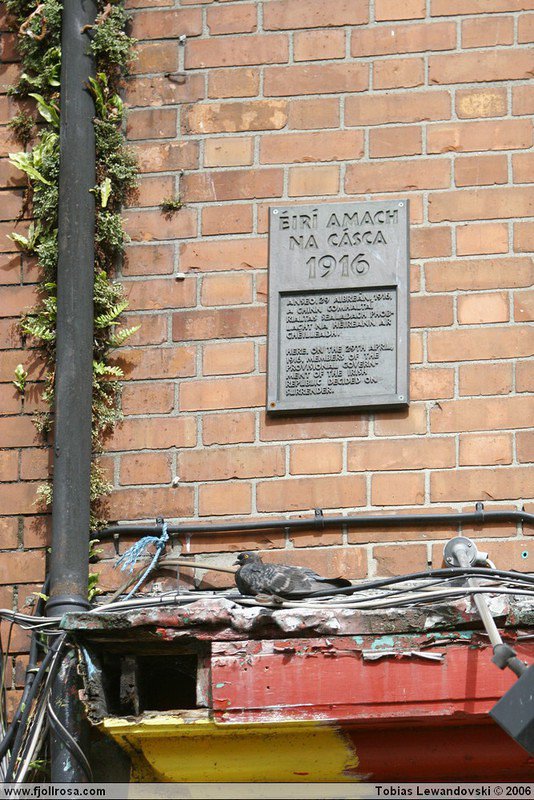 ÉIRÍ AMACH
NA CÁSCA
1916
ANSEO, 29 AIBREÁN, 1916,
A CHINN COMHALTAÍ
RIALTAS SEALADACH POB-
LACHT NA HÉIREANN AR
GHÉILLEADH.
HERE, ON THE 29TH APRIL,
1916, MEMBERS OF THE
PROVISIONAL GOVERN-
MENT OF THE IRISH
REPUBLIC DECIDED ON
SURRENDER.
www.fjollrosa.com
Tobias Lewandovski © 2006